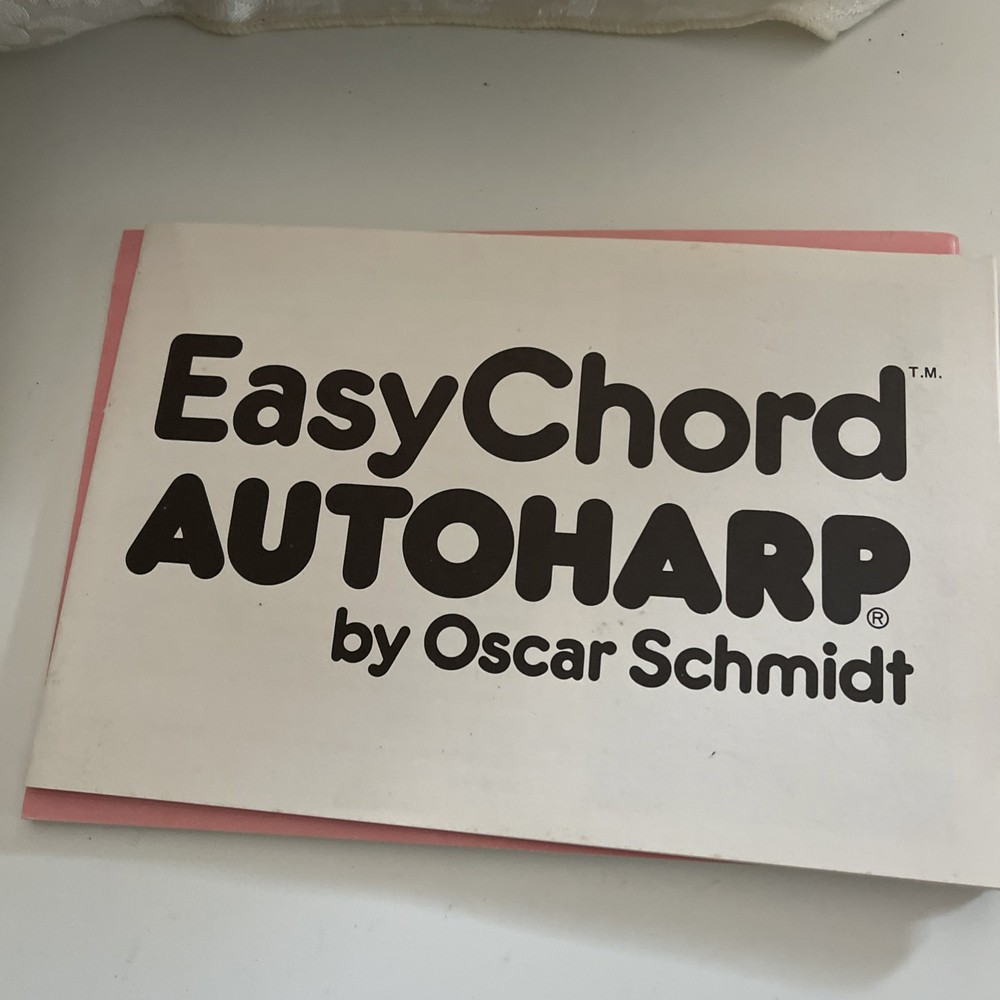 EasyChord T.M.
AUTOHARP®
by Oscar Schmidt